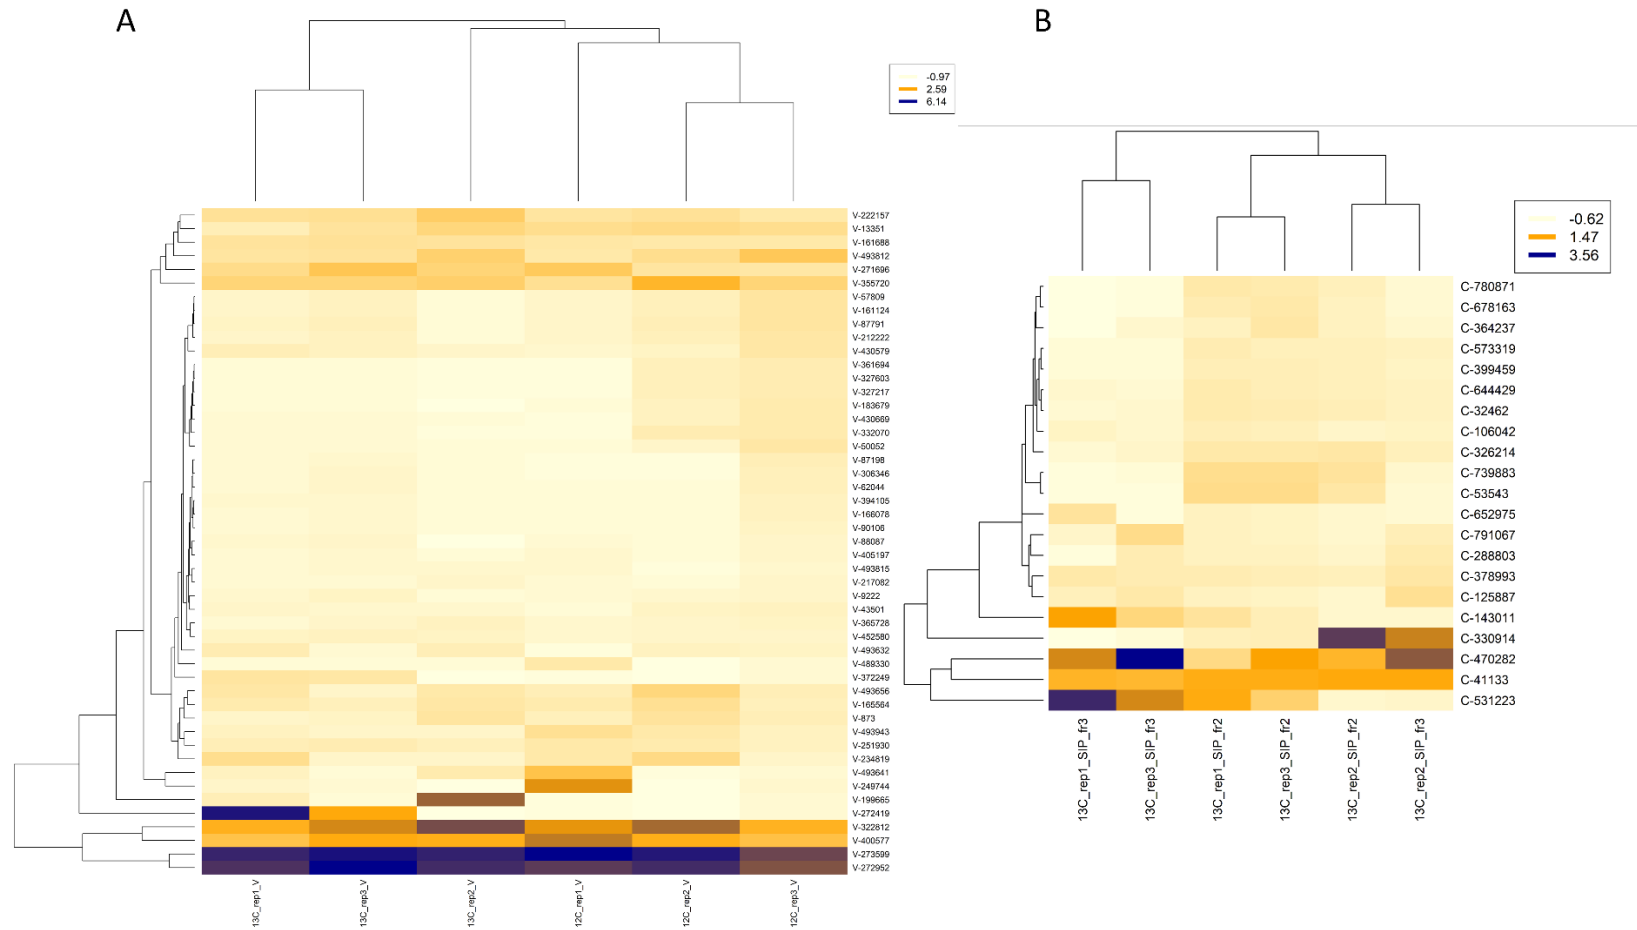 A
B
-0.97
2.59
6.14
-0.62
1.47
3.56
V-222157
V-13351
V-161688
V-493812
V-271696
V-355720
V-57809
V-161124
V-87791
V-212222
V-430579
V-361694
V-327603
V-327217
V-183679
V-430669
V-332070
V-50052
V-87198
V-306346
V-62044
V-394105
V-166078
V-90106
V-88087
V-405197
V-493815
V-217082
V-9222
V-43501
V-365728
V-452580
V-493632
V-489330
V-372249
V-493656
V-165564
V-873
V-493943
V-251930
V-234819
V-493641
V-249744
V-199665
V-272419
V-322812
V-400577
V-273599
V-272952
13C_rep1_V
13C_rep3_V
13C_rep2_V
12C_rep1_V
12C_rep2_V
12C_rep3_V
C-780871
C-678163
C-364237
C-573319
C-399459
C-644429
C-32462
C-106042
C-326214
C-739883
C-53543
C-652975
C-791067
C-288803
C-378993
C-125887
C-143011
C-330914
C-470282
C-41133
C-531223
13C_rep1_SIP_fr3
13C_rep3_SIP_fr3
13C_rep1_SIP_fr2
13C_rep3_SIP_fr2
13C_rep2_SIP_fr2
13C_rep2_SIP_fr3